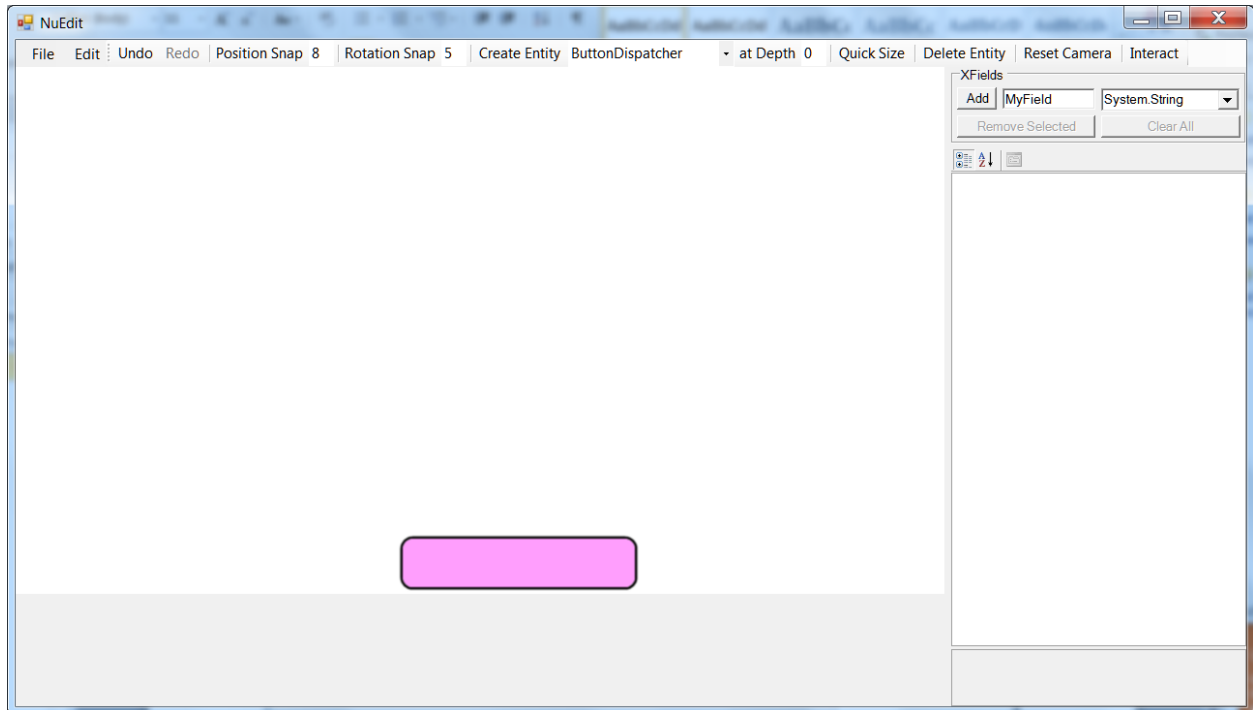 NuEdit
File Edit Undo Redo Position Snap 8 Rotation Snap 5 Create Entity ButtonDispatcher at Depth 0 Quick Size Delete Entity Reset Camera Interact
XFields
Add MyField System.String
Remove Selected Clear All